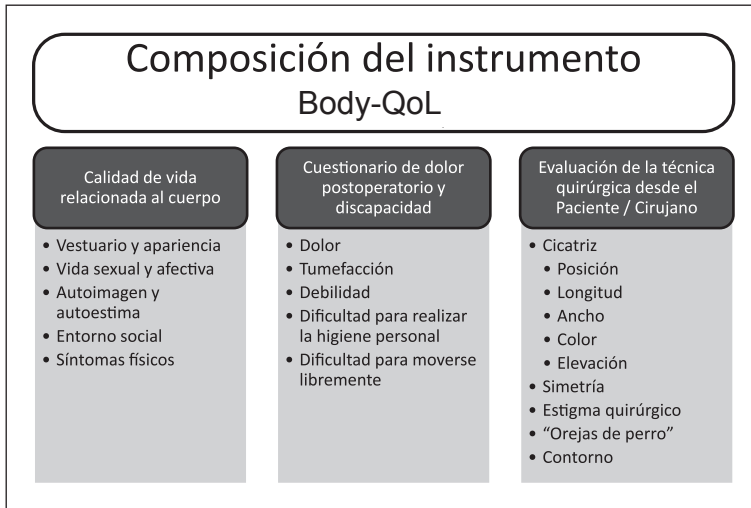 Composición del instrumento
Body-QoL
Calidad de vida
relacionada al cuerpo
• Vestuario y apariencia
• Vida sexual y afectiva
• Autoimagen y
autoestima
• Entorno social
• Síntomas físicos
Cuestionario de dolor
postoperatorio y
discapacidad
• Dolor
• Tumefacción
• Debilidad
• Dificultad para realizar
la higiene personal
• Dificultad para moverse
libremente
Evaluación de la técnica
quirúrgica desde el
Paciente / Cirujano
• Cicatriz
• Posición
• Longitud
• Ancho
• Color
• Elevación
• Simetría
• Estigma quirúrgico
• “Orejas de perro”
• Contorno